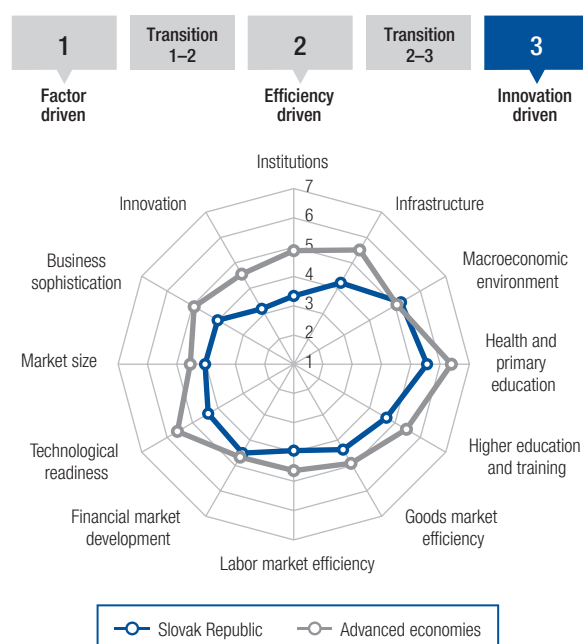 1
Transition
1–2
2
Transition
2–3
3
Factor
driven
Efficiency
driven
Innovation
driven
Institutions
7
6
5
4
3
2
1
Infrastructure
Macroeconomic
environment
Health and
primary
education
Higher education
and training
Goods market
efficiency
Labor market efficiency
Financial market
development
Technological
readiness
Market size
Business
sophistication
Innovation
Slovak Republic
Advanced economies